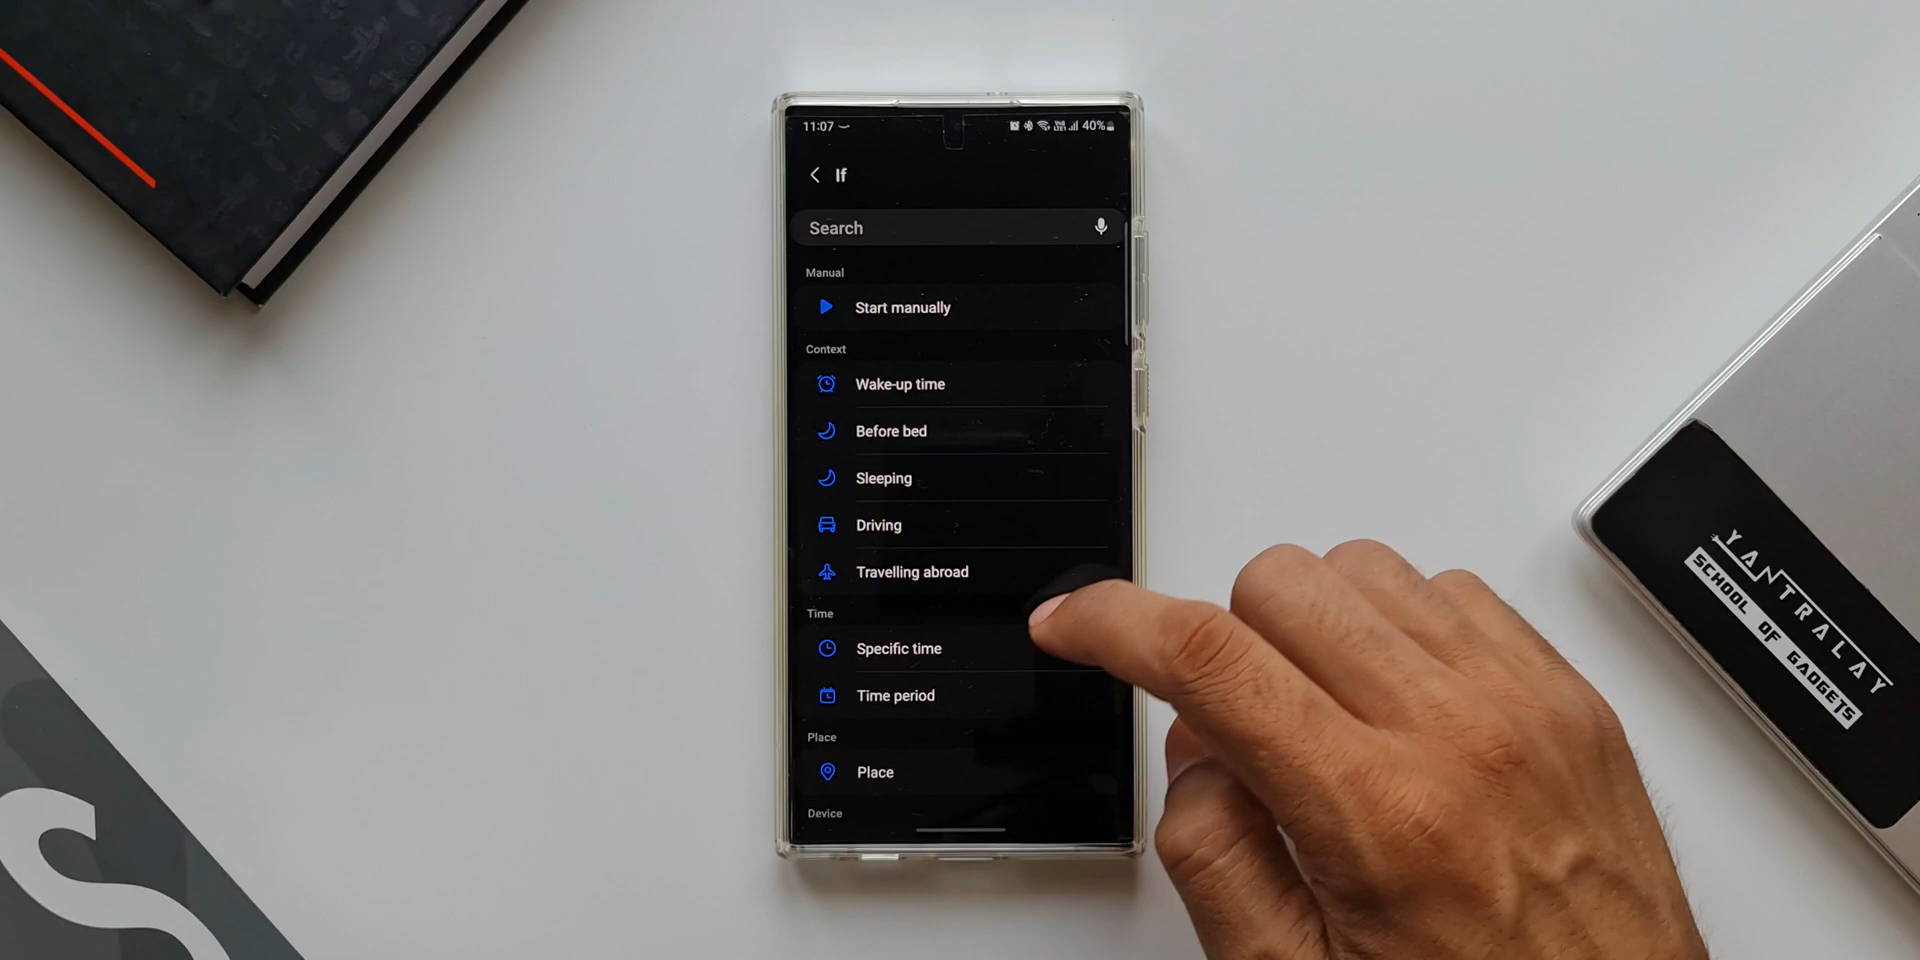 11:07
40%
If
Search
Manual
Start manually
Context
Wake-up time
Before bed
Sleeping
Driving
Travelling abroad
Time
Specific time
Time period
Place
Place
Device
YANTRALAY
SCHOOL OF GADGETS
S